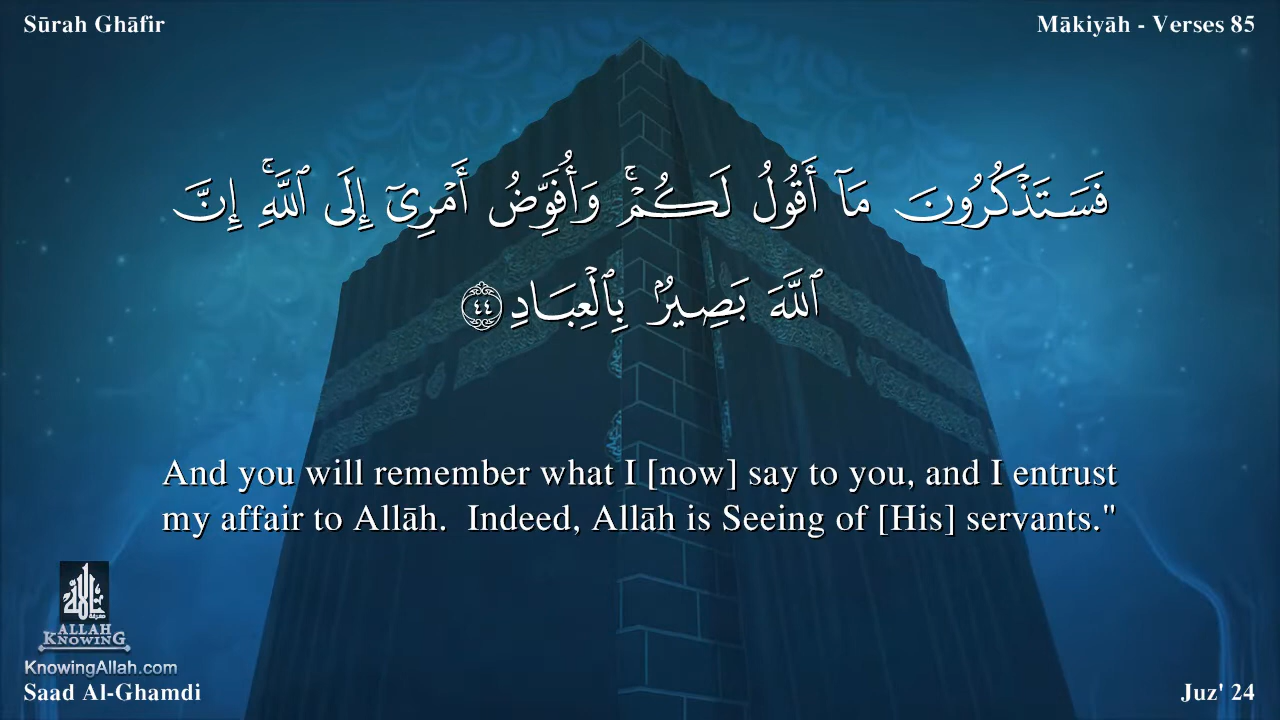 Sūrah Ghāfir
Mākiyāh - Verses 85
فَسَتَذْكُرُونَ مَآ أَقُولُ لَكُمْ ۚ وَأُفَوِّضُ أَمْرِىٓ إِلَى ٱللَّهِ ۚ إِنَّ
ٱللَّهَ بَصِيرٌۢ بِٱلْعِبَادِ ٤٤
And you will remember what I [now] say to you, and I entrust
my affair to Allāh. Indeed, Allāh is Seeing of [His] servants."
معرفة الله
ALLAH
KNOWING
KnowingAllah.com
Saad Al-Ghamdi
Juz' 24